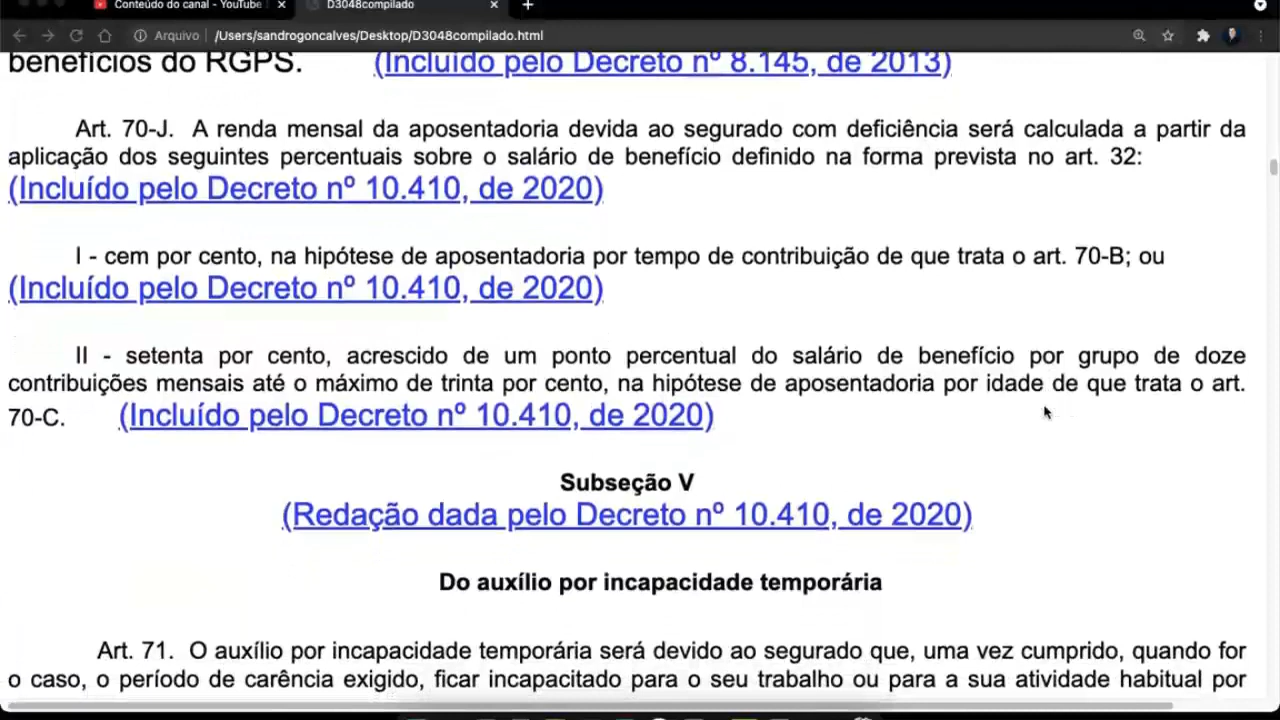 Conteúdo do canal - YouTube
D3048compilado
Arquivo /Users/sandrogoncalves/Desktop/D3048compilado.html
benefícios do RGPS. (Incluído pelo Decreto nº 8.145, de 2013)
Art. 70-J. A renda mensal da aposentadoria devida ao segurado com deficiência será calculada a partir da
aplicação dos seguintes percentuais sobre o salário de benefício definido na forma prevista no art. 32:
(Incluído pelo Decreto nº 10.410, de 2020)
I - cem por cento, na hipótese de aposentadoria por tempo de contribuição de que trata o art. 70-B; ou
(Incluído pelo Decreto nº 10.410, de 2020)
II - setenta por cento, acrescido de um ponto percentual do salário de benefício por grupo de doze
contribuições mensais até o máximo de trinta por cento, na hipótese de aposentadoria por idade de que trata o art.
70-C. (Incluído pelo Decreto nº 10.410, de 2020)
Subseção V
(Redação dada pelo Decreto nº 10.410, de 2020)
Do auxílio por incapacidade temporária
Art. 71. O auxílio por incapacidade temporária será devido ao segurado que, uma vez cumprido, quando for
o caso, o período de carência exigido, ficar incapacitado para o seu trabalho ou para a sua atividade habitual por